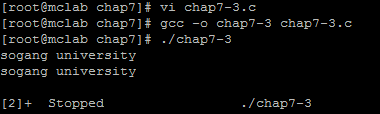 [root@mclab chap7]# vi chap7-3.c
[root@mclab chap7]# gcc -o chap7-3 chap7-3.c
[root@mclab chap7]# ./chap7-3
sogang university
sogang university
[2]+  Stopped                 ./chap7-3